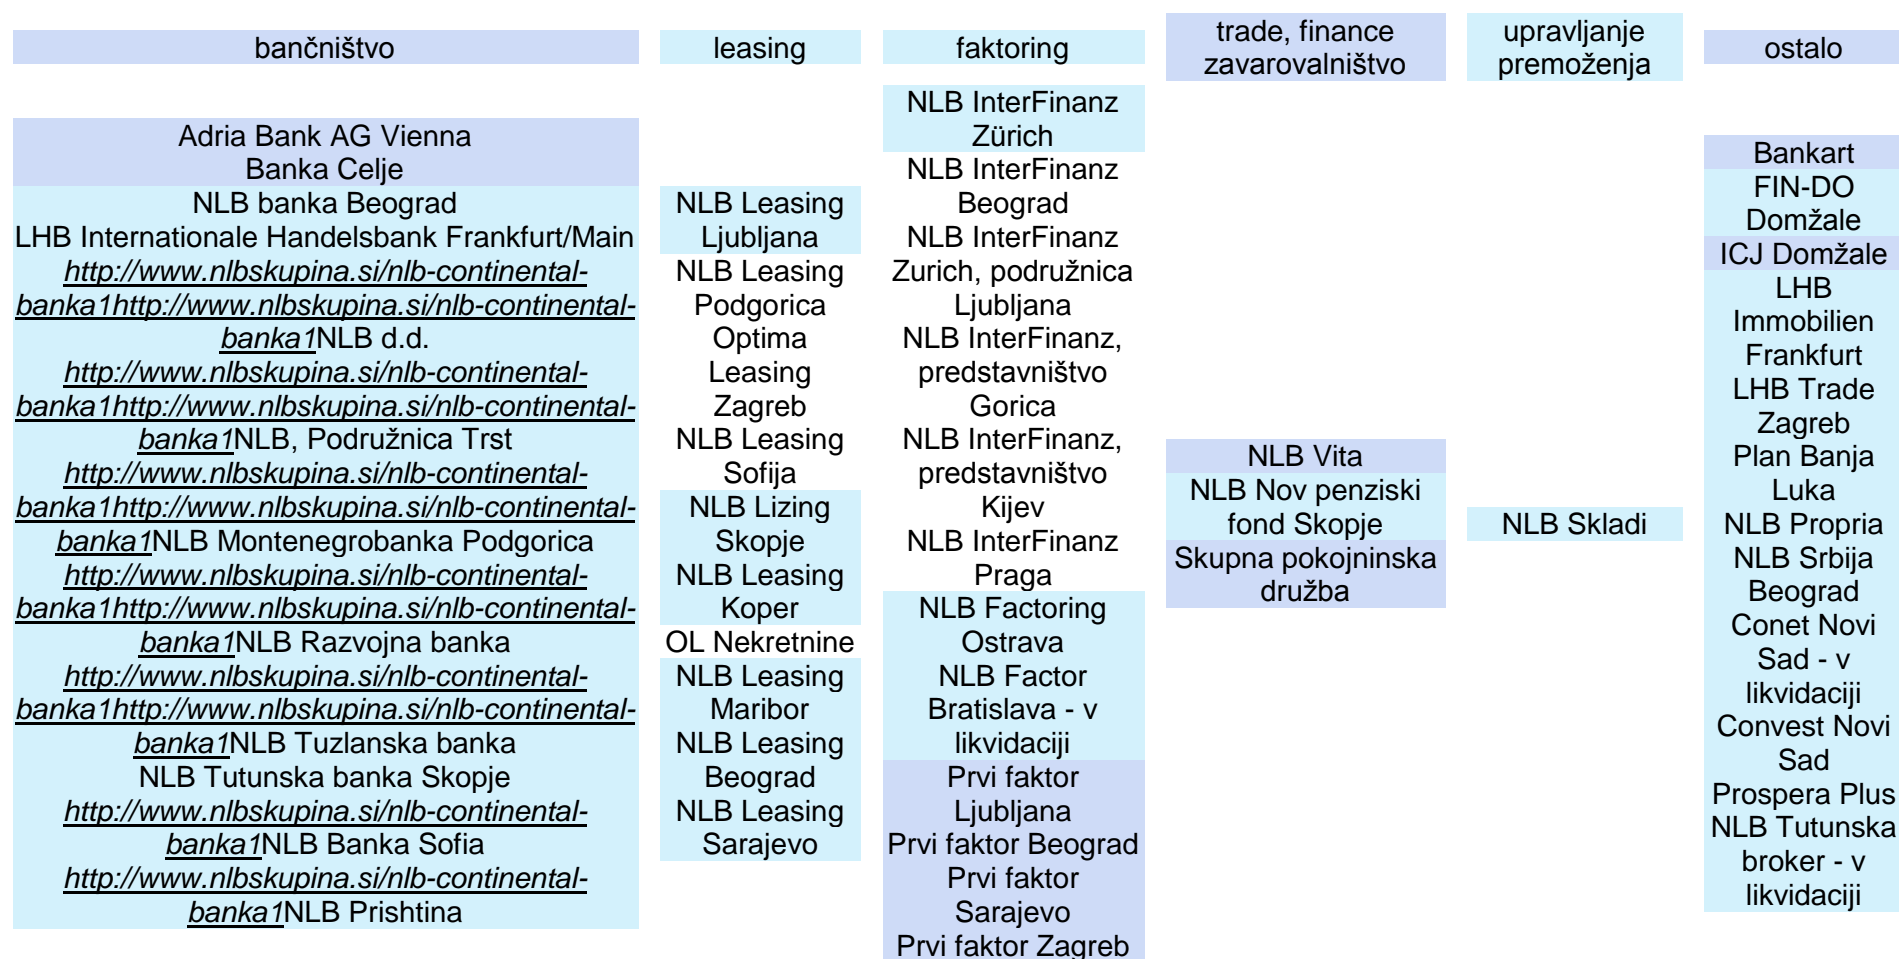 bančništvo
leasing
faktoring
trade, finance
zavarovalništvo
upravljanje
premoženja
ostalo
Adria Bank AG Vienna
Banka Celje
NLB banka Beograd
LHB Internationale Handelsbank Frankfurt/Main
http://www.nlbskupina.si/nlb-continental-
banka1http://www.nlbskupina.si/nlb-continental-
banka1NLB d.d.
http://www.nlbskupina.si/nlb-continental-
banka1http://www.nlbskupina.si/nlb-continental-
banka1NLB, Podružnica Trst
http://www.nlbskupina.si/nlb-continental-
banka1http://www.nlbskupina.si/nlb-continental-
banka1NLB Montenegrobanka Podgorica
http://www.nlbskupina.si/nlb-continental-
banka1http://www.nlbskupina.si/nlb-continental-
banka1NLB Razvojna banka
http://www.nlbskupina.si/nlb-continental-
banka1http://www.nlbskupina.si/nlb-continental-
banka1NLB Tuzlanska banka
NLB Tutunska banka Skopje
http://www.nlbskupina.si/nlb-continental-
banka1NLB Banka Sofia
http://www.nlbskupina.si/nlb-continental-
banka1NLB Prishtina
NLB Leasing
Ljubljana
NLB Leasing
Podgorica
Optima
Leasing
Zagreb
NLB Leasing
Sofija
NLB Lizing
Skopje
NLB Leasing
Koper
OL Nekretnine
NLB Leasing
Maribor
NLB Leasing
Beograd
NLB Leasing
Sarajevo
NLB InterFinanz
Zürich
NLB InterFinanz
Beograd
NLB InterFinanz
Zurich, podružnica
Ljubljana
NLB InterFinanz,
predstavništvo
Gorica
NLB InterFinanz,
predstavništvo
Kijev
NLB InterFinanz
Praga
NLB Factoring
Ostrava
NLB Factor
Bratislava - v
likvidaciji
Prvi faktor
Ljubljana
Prvi faktor Beograd
Prvi faktor
Sarajevo
Prvi faktor Zagreb
NLB Vita
NLB Nov penziski
fond Skopje
Skupna pokojninska
družba
NLB Skladi
Bankart
FIN-DO
Domžale
ICJ Domžale
LHB
Immobilien
Frankfurt
LHB Trade
Zagreb
Plan Banja
Luka
NLB Propria
NLB Srbija
Beograd
Conet Novi
Sad - v
likvidaciji
Convest Novi
Sad
Prospera Plus
NLB Tutunska
broker - v
likvidaciji